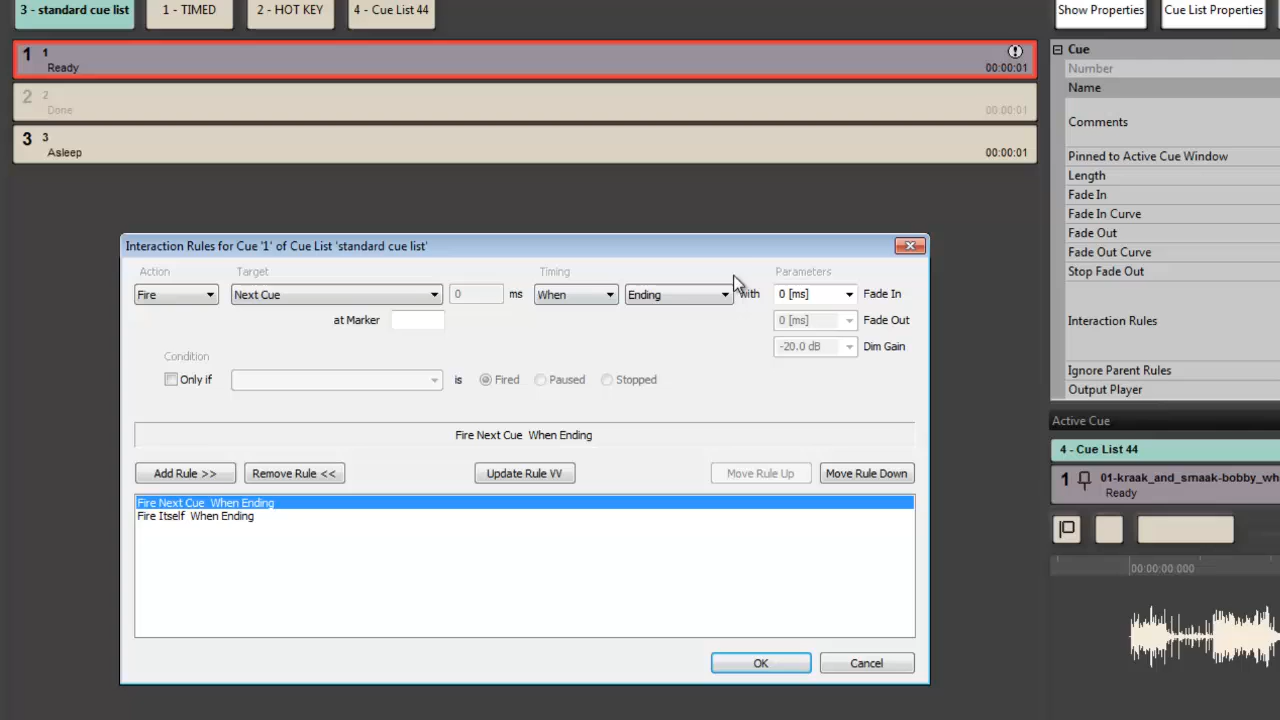 3 - standard cue list
1 - TIMED
2 - HOT KEY
4 - Cue List 44
Show Properties
Cue List Properties
1 1
Ready 00:00:01
2 2
Done 00:00:01
3 3
Asleep 00:00:01
Cue
Number
Name
Comments
Pinned to Active Cue Window
Length
Fade In
Fade In Curve
Fade Out
Fade Out Curve
Stop Fade Out
Interaction Rules
Ignore Parent Rules
Output Player
Interaction Rules for Cue '1' of Cue List 'standard cue list'
Action Target Timing Parameters
Fire Next Cue 0 ms When Ending with 0 [ms] Fade In
at Marker 0 [ms] Fade Out
-20.0 dB Dim Gain
Condition
Only if is Fired Paused Stopped
Fire Next Cue When Ending
Add Rule >> Remove Rule << Update Rule VV Move Rule Up Move Rule Down
Fire Next Cue When Ending
Fire Itself When Ending
OK Cancel
Active Cue
4 - Cue List 44
1 01-kraak_and_smaak-bobby_wh
Ready
00:00:00:000